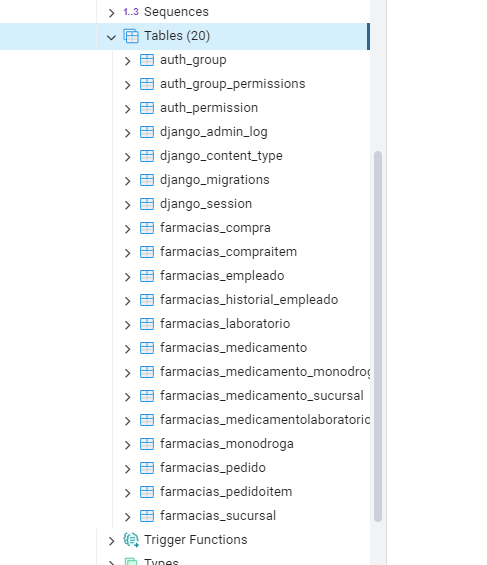 1..3 Sequences
Tables (20)
auth_group
auth_group_permissions
auth_permission
django_admin_log
django_content_type
django_migrations
django_session
farmacias_compra
farmacias_compraitem
farmacias_empleado
farmacias_historial_empleado
farmacias_laboratorio
farmacias_medicamento
farmacias_medicamento_monodrog
farmacias_medicamento_sucursal
farmacias_medicamentolaboratorio
farmacias_monodroga
farmacias_pedido
farmacias_pedidoitem
farmacias_sucursal
Trigger Functions
Types